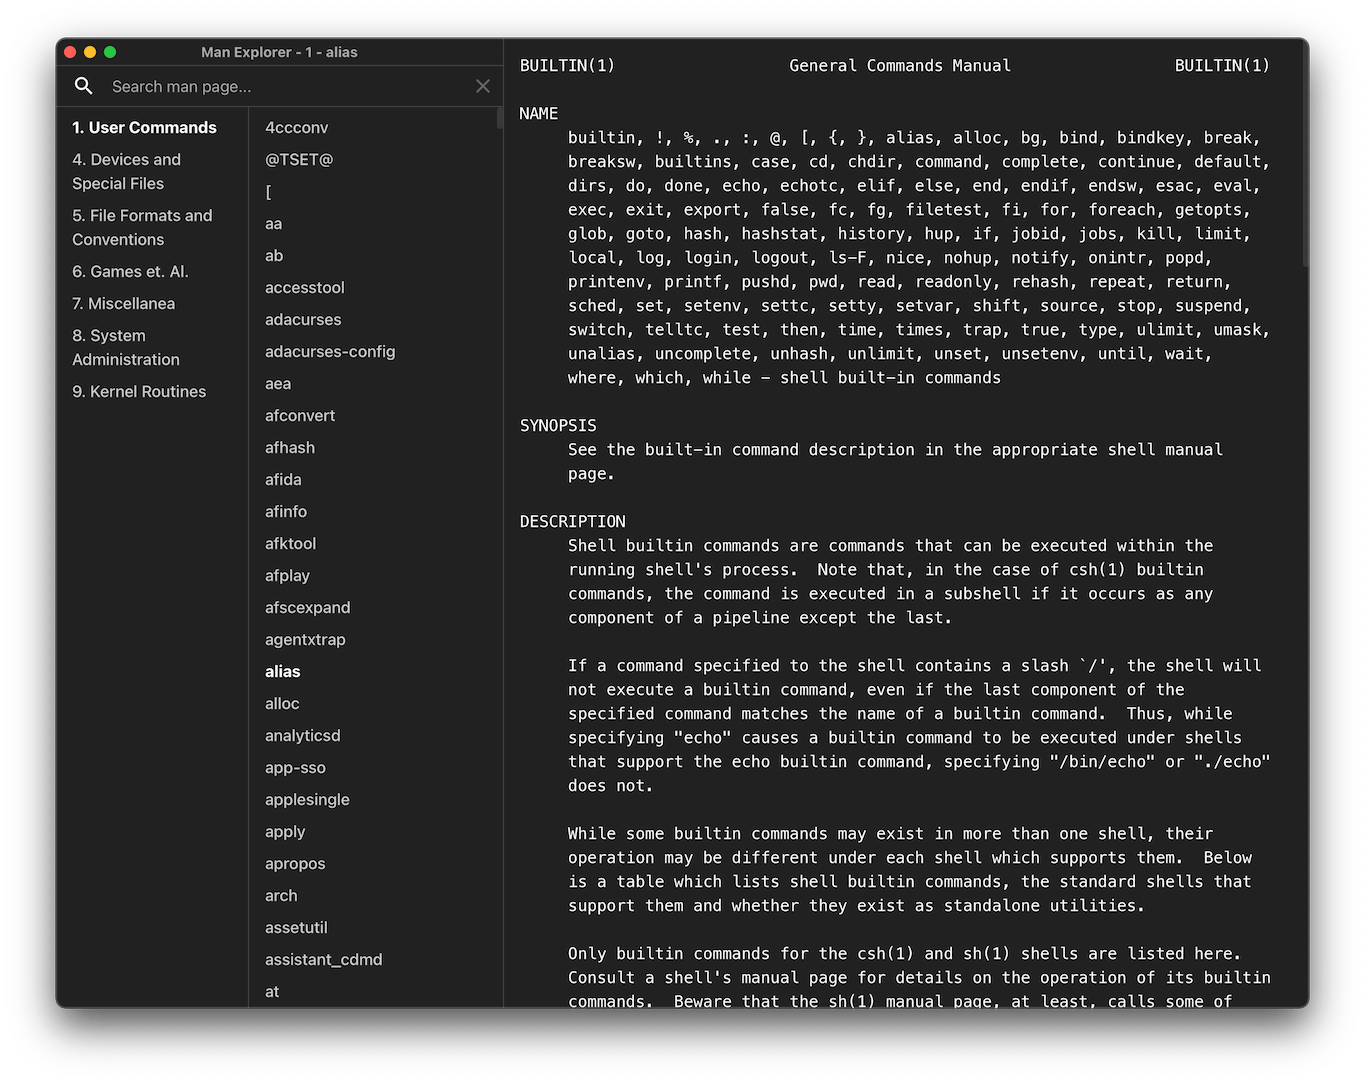 Man Explorer - 1 - alias
Search man page...
1. User Commands
4. Devices and
Special Files
5. File Formats and
Conventions
6. Games et. Al.
7. Miscellanea
8. System
Administration
9. Kernel Routines
4ccconv
@TSET@
[
aa
ab
accesstool
adacurses
adacurses-config
aea
afconvert
afhash
afida
afinfo
afktool
afplay
afscexpand
agentxtrap
alias
alloc
analyticsd
app-sso
applesingle
apply
apropos
arch
assetutil
assistant_cdmd
at
BUILTIN(1) General Commands Manual BUILTIN(1)
NAME
builtin, !, %, ., :, @, [, {, }, alias, alloc, bg, bind, bindkey, break,
breaksw, builtins, case, cd, chdir, command, complete, continue, default,
dirs, do, done, echo, echotc, elif, else, end, endif, endsw, esac, eval,
exec, exit, export, false, fc, fg, filetest, fi, for, foreach, getopts,
glob, goto, hash, hashstat, history, hup, if, jobid, jobs, kill, limit,
local, log, login, logout, ls-F, nice, nohup, notify, onintr, popd,
printenv, printf, pushd, pwd, read, readonly, rehash, repeat, return,
sched, set, setenv, settc, setty, setvar, shift, source, stop, suspend,
switch, telltc, test, then, time, times, trap, true, type, ulimit, umask,
unalias, uncomplete, unhash, unlimit, unset, unsetenv, until, wait,
where, which, while - shell built-in commands
SYNOPSIS
See the built-in command description in the appropriate shell manual
page.
DESCRIPTION
Shell builtin commands are commands that can be executed within the
running shell's process.  Note that, in the case of csh(1) builtin
commands, the command is executed in a subshell if it occurs as any
component of a pipeline except the last.
If a command specified to the shell contains a slash `/', the shell will
not execute a builtin command, even if the last component of the
specified command matches the name of a builtin command.  Thus, while
specifying "echo" causes a builtin command to be executed under shells
that support the echo builtin command, specifying "/bin/echo" or "./echo"
does not.
While some builtin commands may exist in more than one shell, their
operation may be different under each shell which supports them.  Below
is a table which lists shell builtin commands, the standard shells that
support them and whether they exist as standalone utilities.
Only builtin commands for the csh(1) and sh(1) shells are listed here.
Consult a shell's manual page for details on the operation of its builtin
commands.  Beware that the sh(1) manual page, at least, calls some of